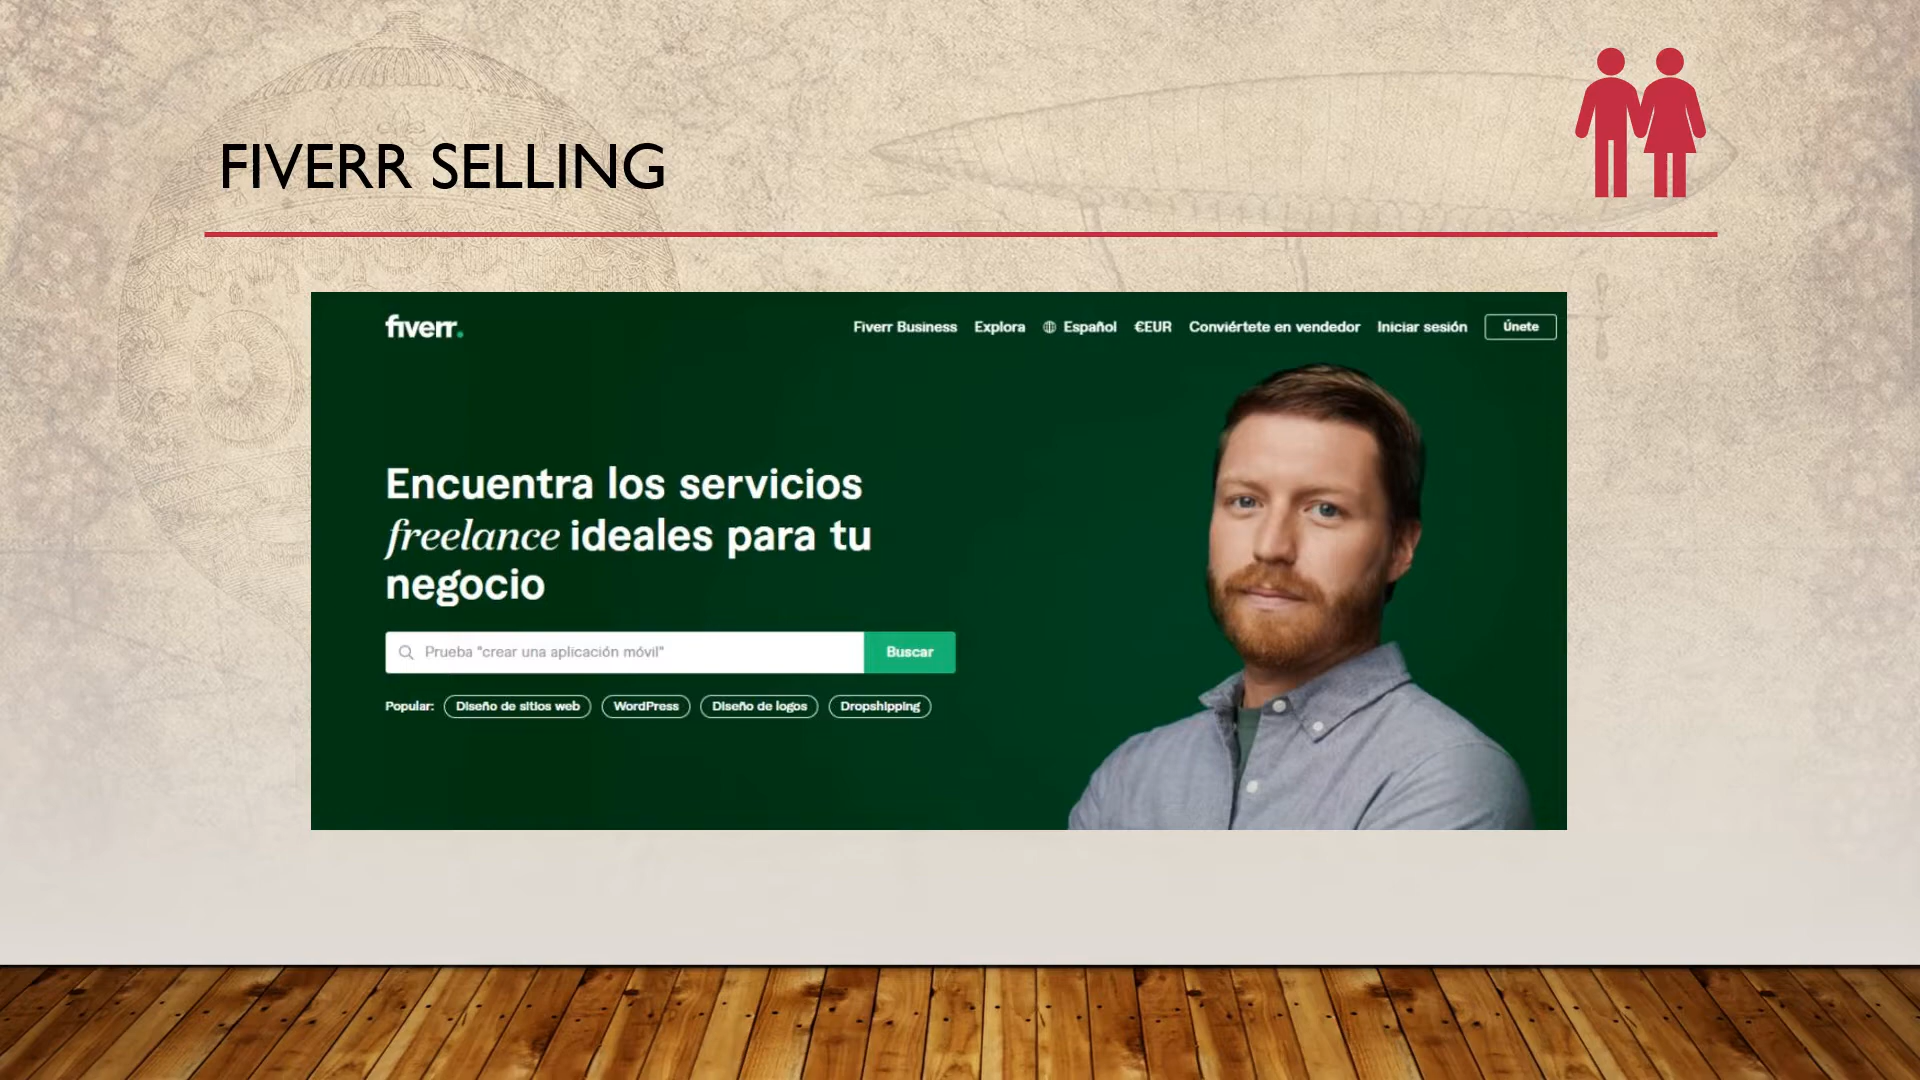 FIVERR SELLING
fiverr.
Fiverr Business Explora Español €EUR Conviértete en vendedor Iniciar sesión Únete
Encuentra los servicios
freelance ideales para tu
negocio
Prueba "crear una aplicación móvil" Buscar
Popular: Diseño de sitios web WordPress Diseño de logos Dropshipping